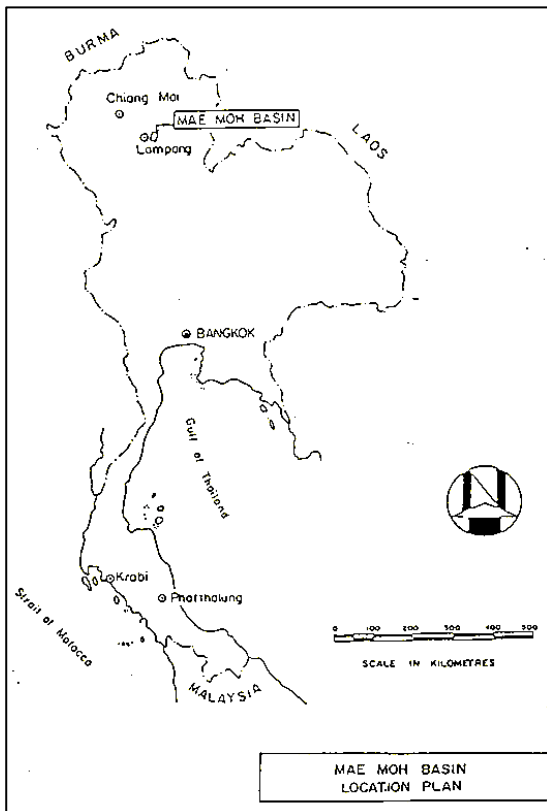 BURMA
Chiang Mai
MAE MOH BASIN
Lampang
LAOS
BANGKOK
Gulf of Thailand
Krabi
Phatthalung
Strait of Malacca
0 100 200 300 400 500
SCALE IN KILOMETRES
MALAYSIA
MAE MOH BASIN
LOCATION PLAN